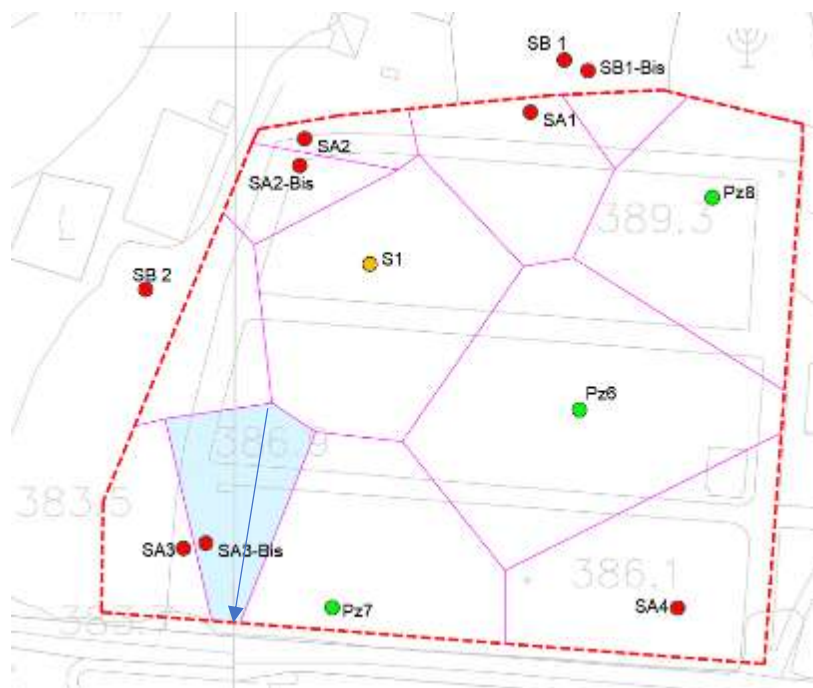 SB 1
SB1-Bis
SA1
SA2
SA2-Bis
Pz8
389.3
S1
SB 2
Pz6
386.
383.5
SA3
SA3-Bis
386.1
Pz7
SA4